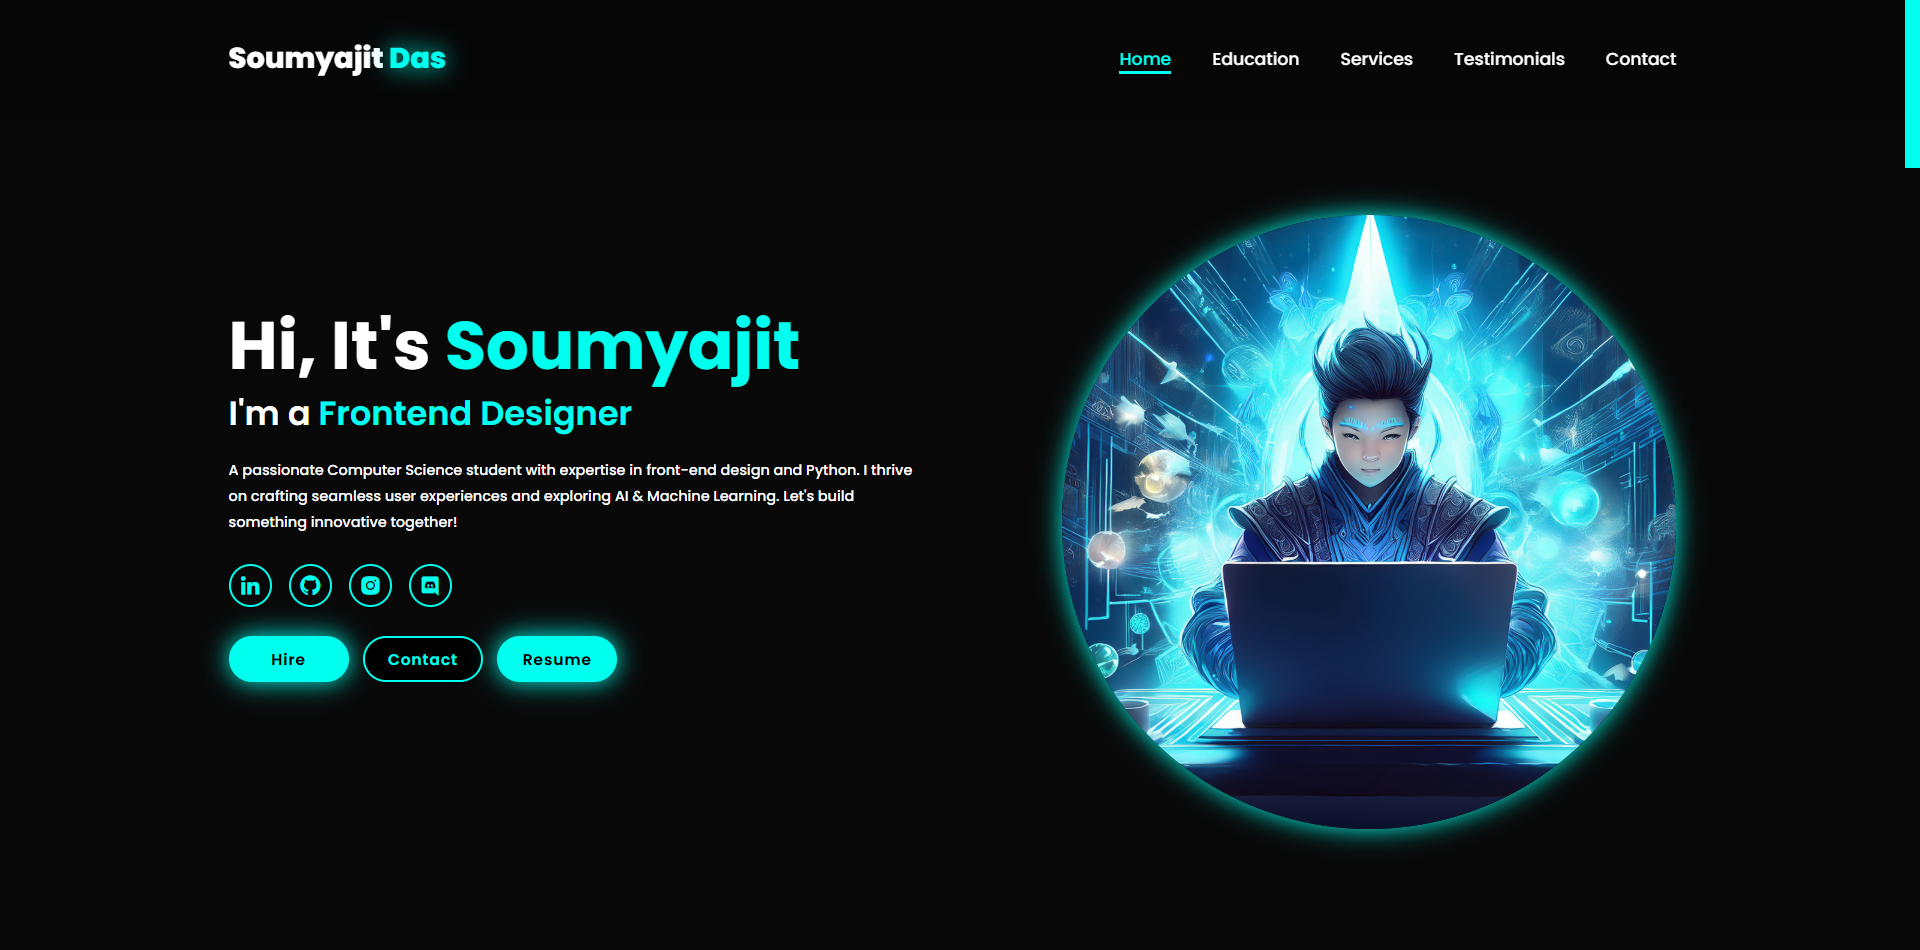 Soumyajit Das
Home Education Services Testimonials Contact
Hi, It's Soumyajit
I'm a Frontend Designer
A passionate Computer Science student with expertise in front-end design and Python. I thrive
on crafting seamless user experiences and exploring AI & Machine Learning. Let's build
something innovative together!
in
Hire Contact Resume